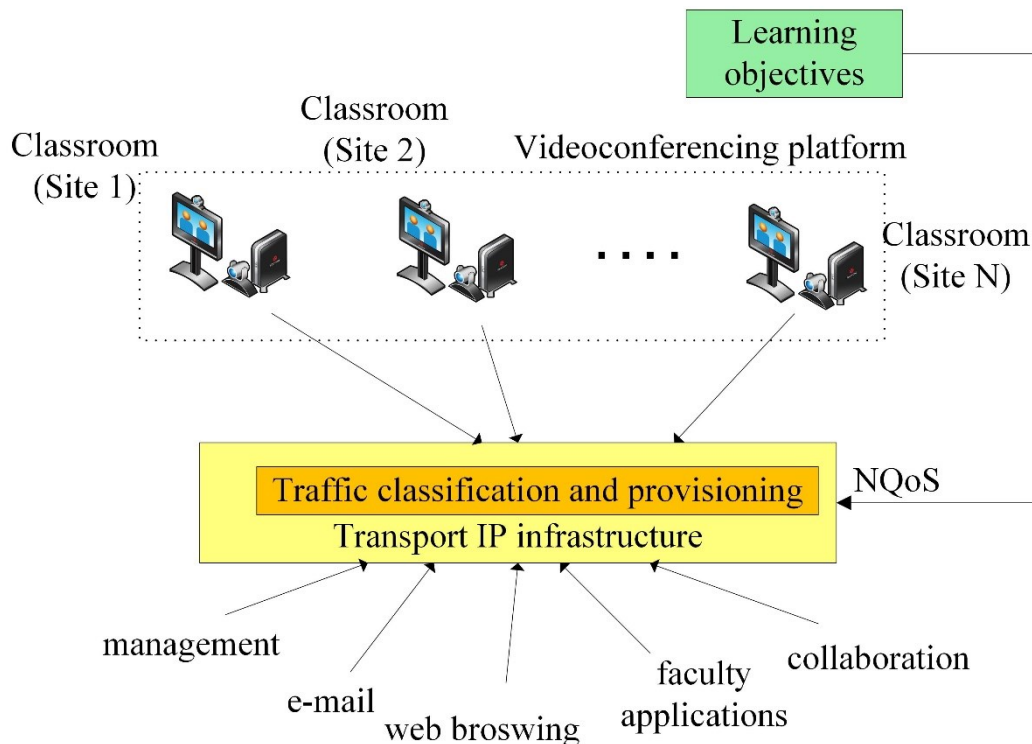 Learning
objectives
Classroom
(Site 1)
Classroom
(Site 2)
Videoconferencing platform
. . . .
Classroom
(Site N)
Traffic classification and provisioning
Transport IP infrastructure
NQoS
management
e-mail
web broswing
faculty
applications
collaboration